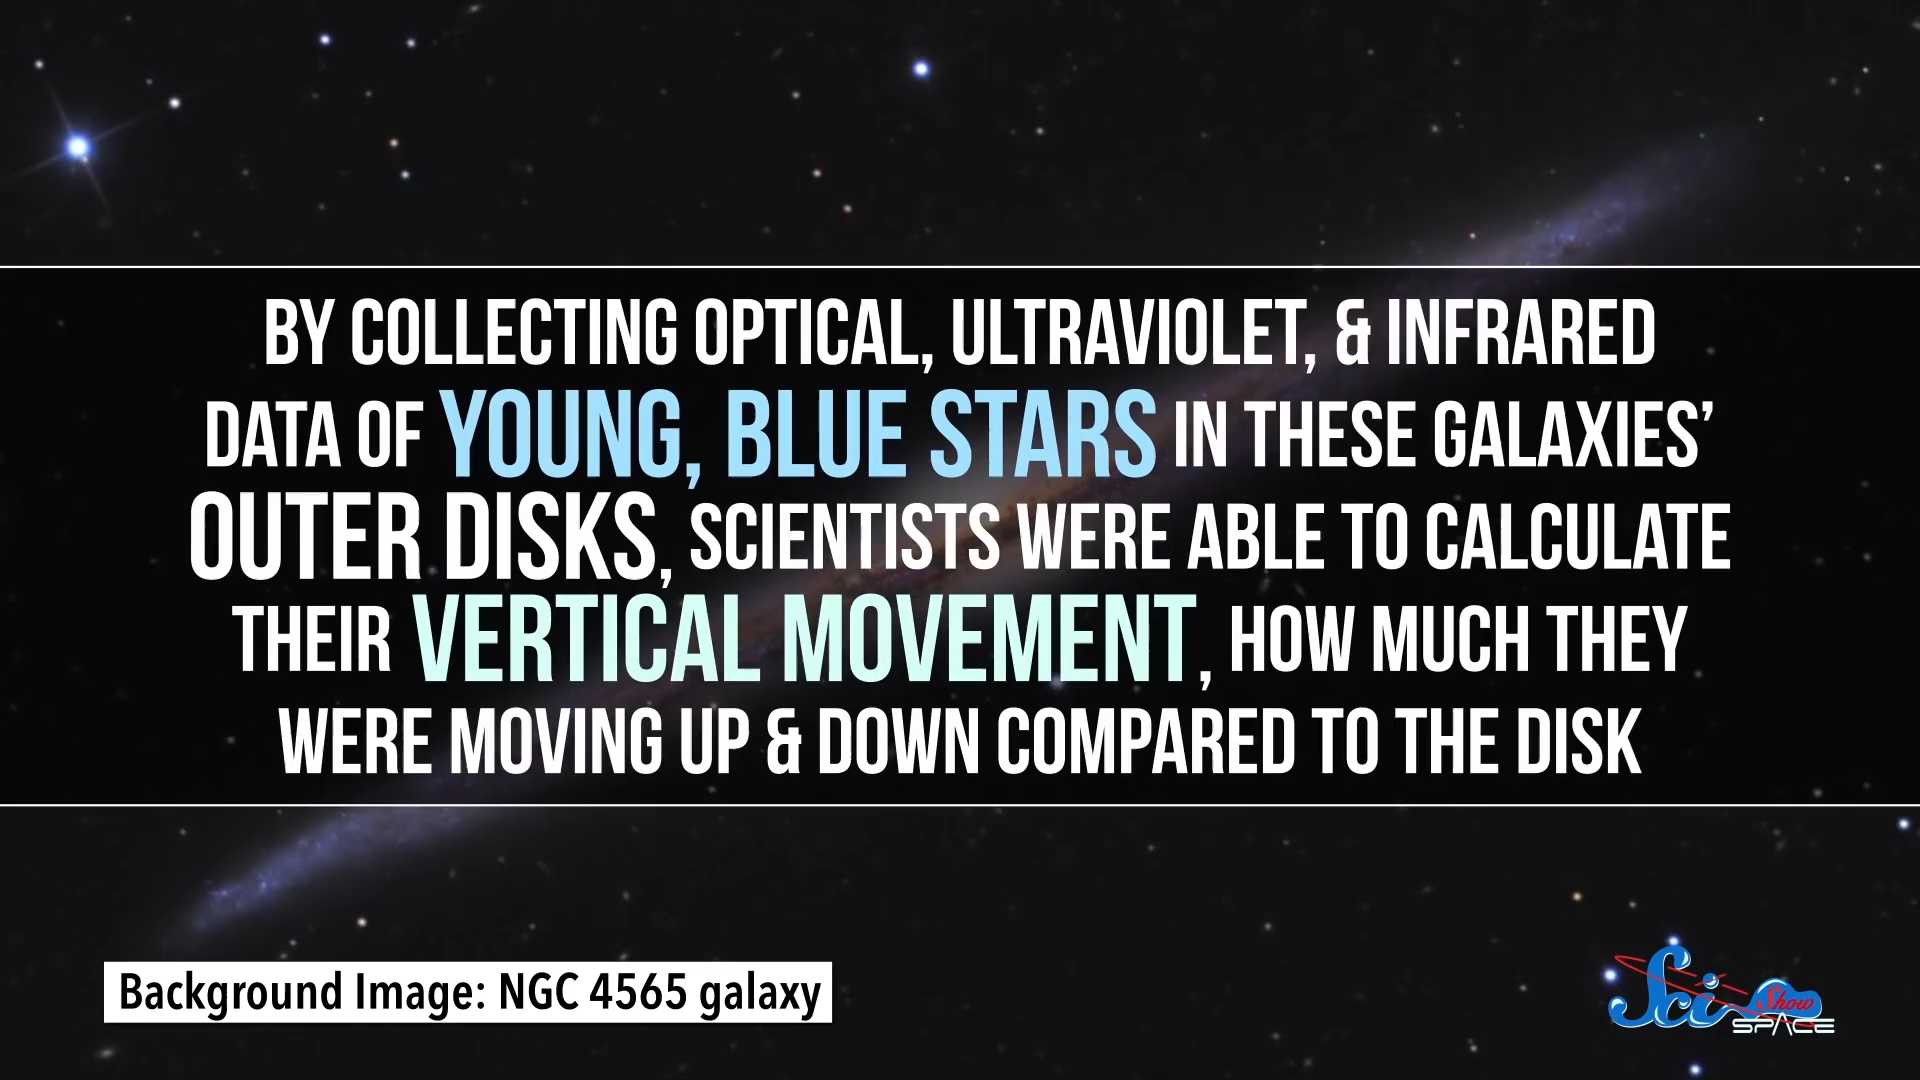 BY COLLECTING OPTICAL, ULTRAVIOLET, & INFRARED
DATA OF YOUNG, BLUE STARS IN THESE GALAXIES’
OUTER DISKS, SCIENTISTS WERE ABLE TO CALCULATE
THEIR VERTICAL MOVEMENT, HOW MUCH THEY
WERE MOVING UP & DOWN COMPARED TO THE DISK
Background Image: NGC 4565 galaxy
Sci Show
SPACE